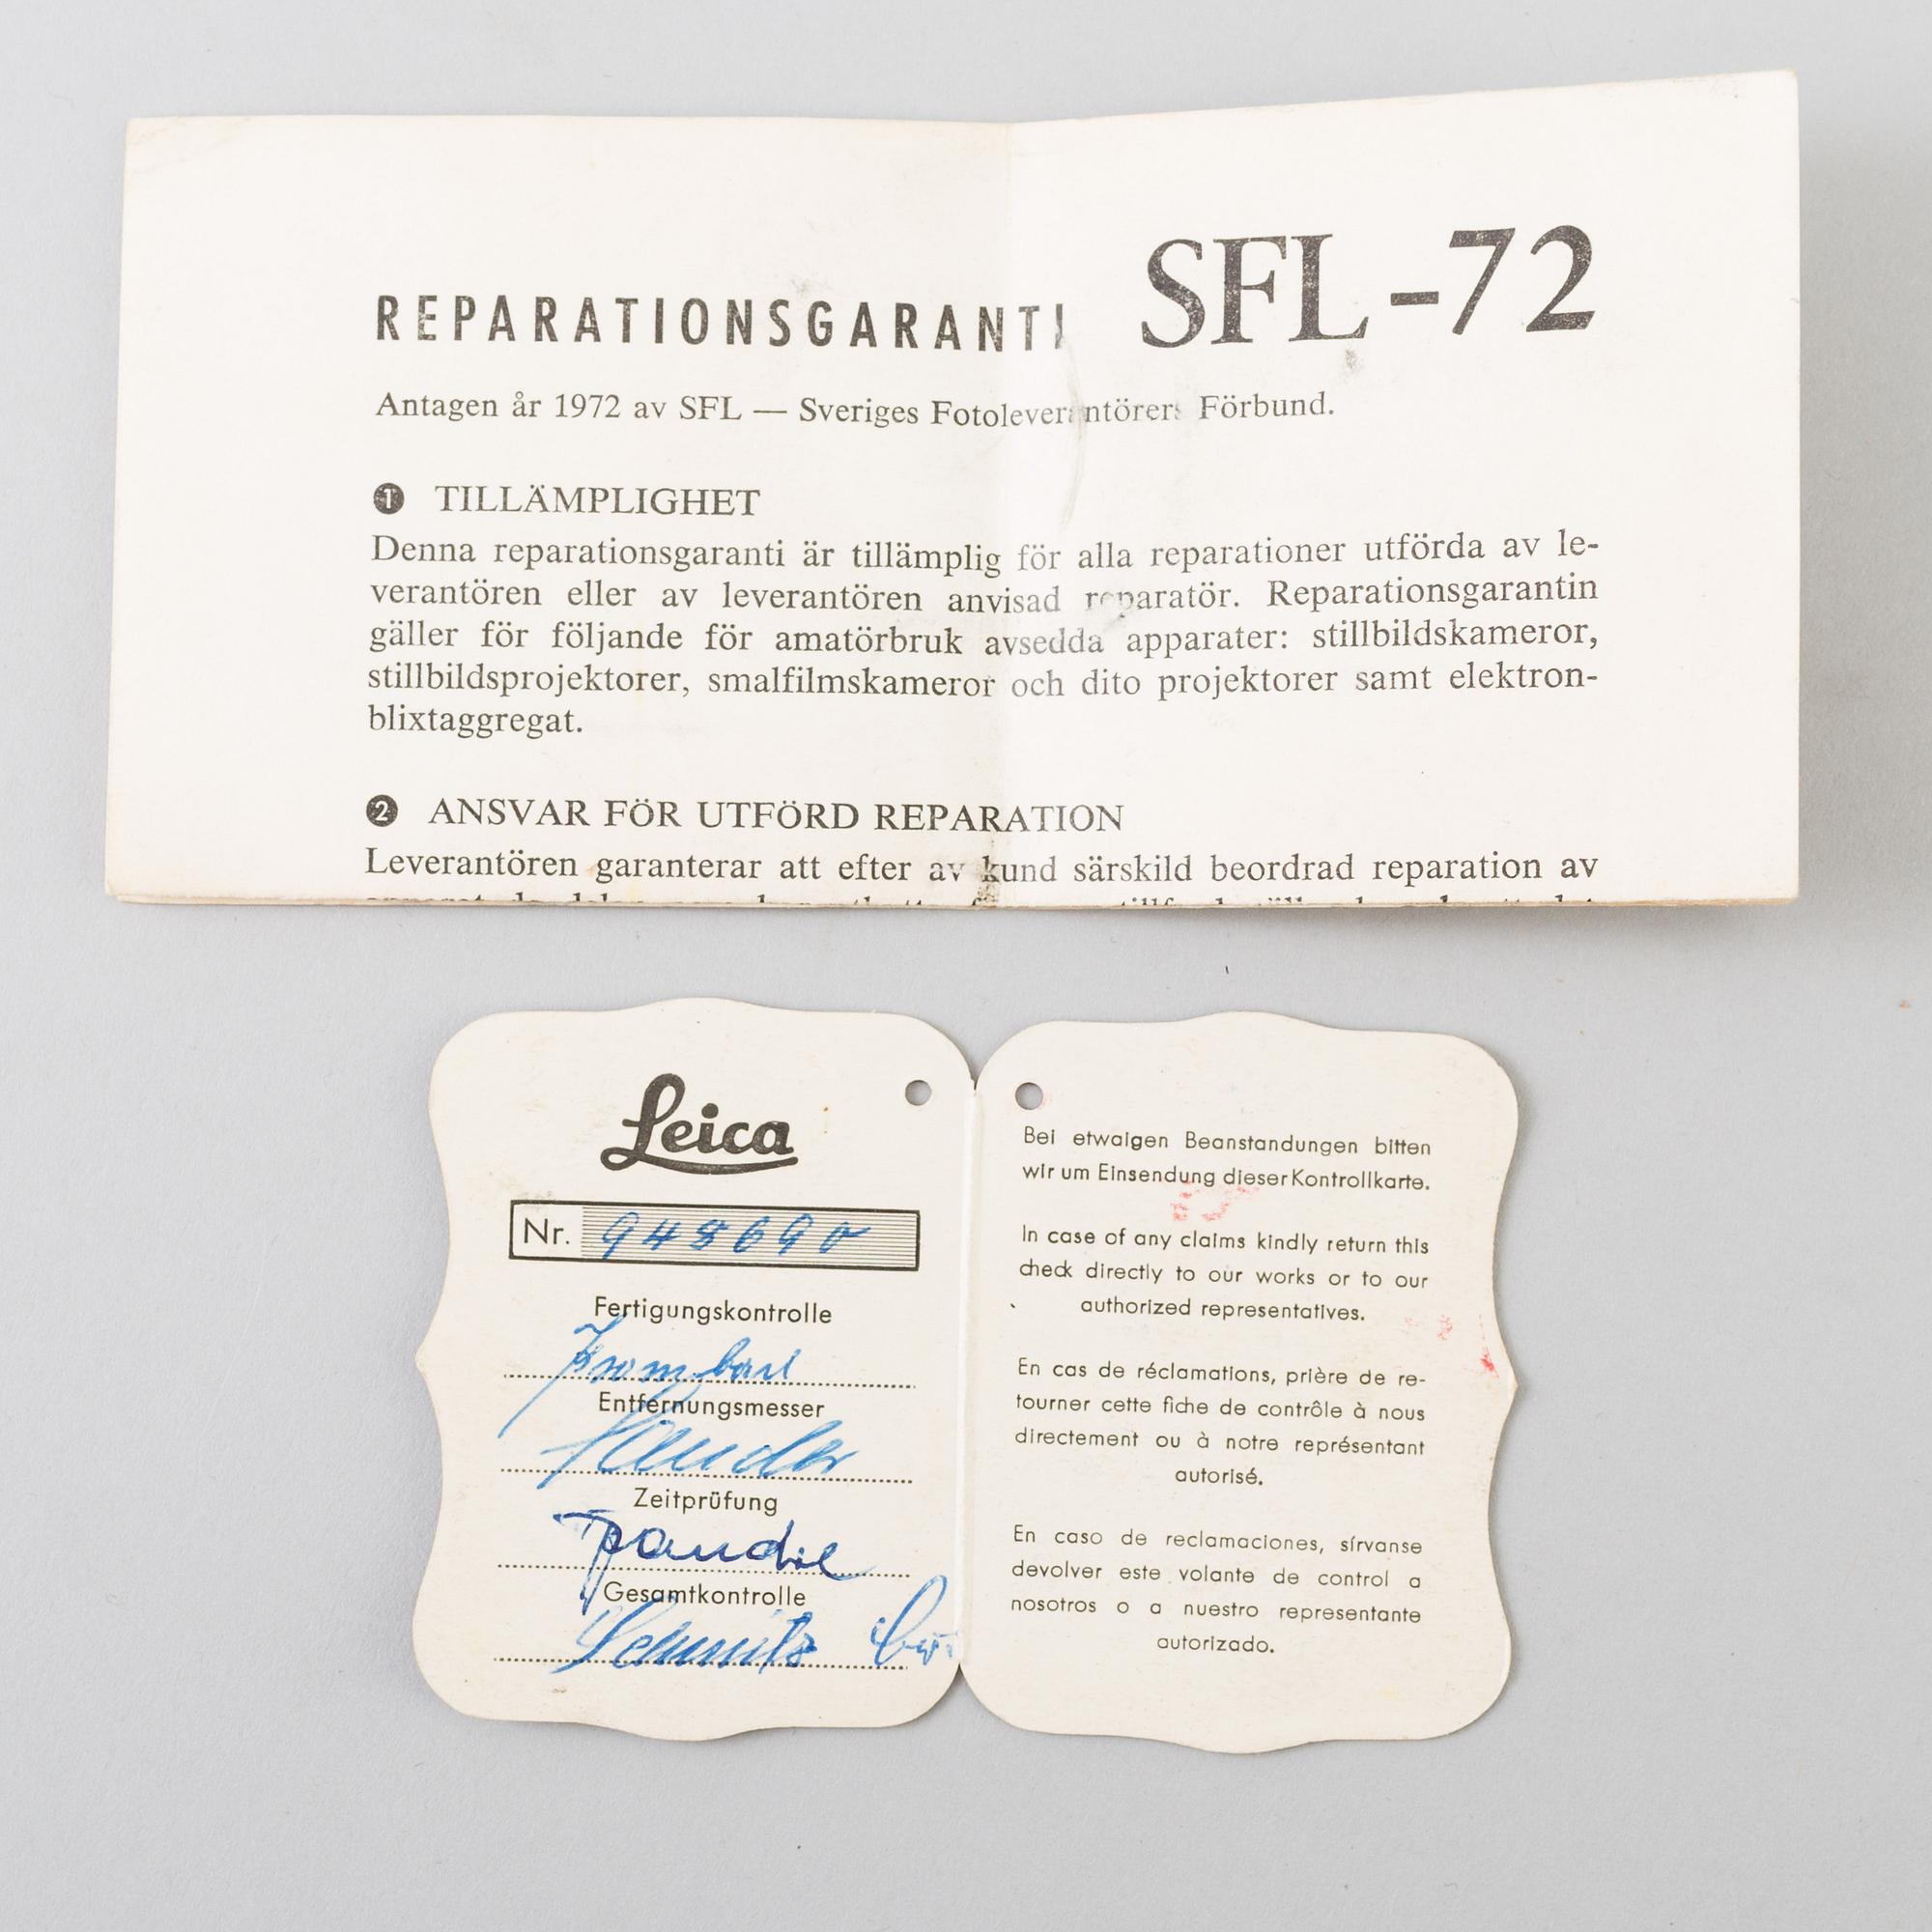 REPARATIONSGARANTI SFL-72
Antagen år 1972 av SFL — Sveriges Fotoleverantörers Förbund.
1 TILLÄMPLIGHET
Denna reparationsgaranti är tillämplig för alla reparationer utförda av le-
verantören eller av leverantören anvisad reparatör. Reparationsgarantin
gäller för följande för amatörbruk avsedda apparater: stillbildskameror,
stillbildsprojektorer, smalfilmskameror och dito projektorer samt elektron-
blixtaggregat.
2 ANSVAR FÖR UTFÖRD REPARATION
Leverantören garanterar att efter av kund särskild beordrad reparation av
Leica
Nr. 948690
Fertigungskontrolle
Entfernungsmesser
Zeitprüfung
Gesamtkontrolle
Schmitz
Bei etwaigen Beanstandungen bitten
wir um Einsendung dieser Kontrollkarte.
In case of any claims kindly return this
check directly to our works or to our
authorized representatives.
En cas de réclamations, prière de re-
tourner cette fiche de contrôle à nous
directement ou à notre représentant
autorisé.
En caso de reclamaciones, sírvanse
devolver este volante de control a
nosotros o a nuestro representante
autorizado.